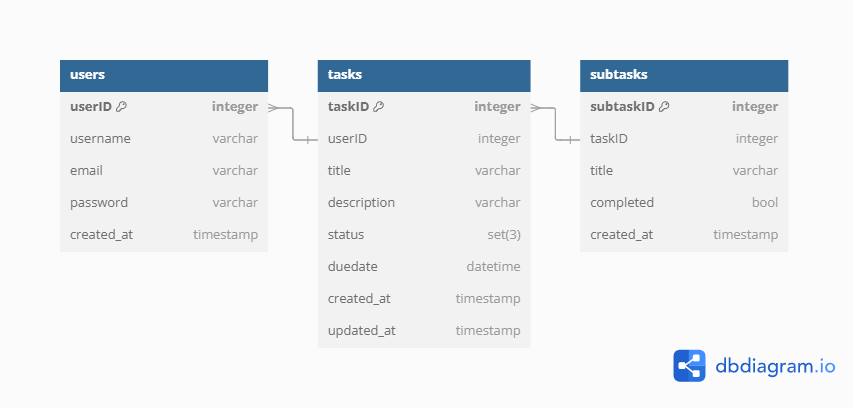 users
userID integer
username varchar
email varchar
password varchar
created_at timestamp
tasks
taskID integer
userID integer
title varchar
description varchar
status set(3)
duedate datetime
created_at timestamp
updated_at timestamp
subtasks
subtaskID integer
taskID integer
title varchar
completed bool
created_at timestamp
dbdiagram.io